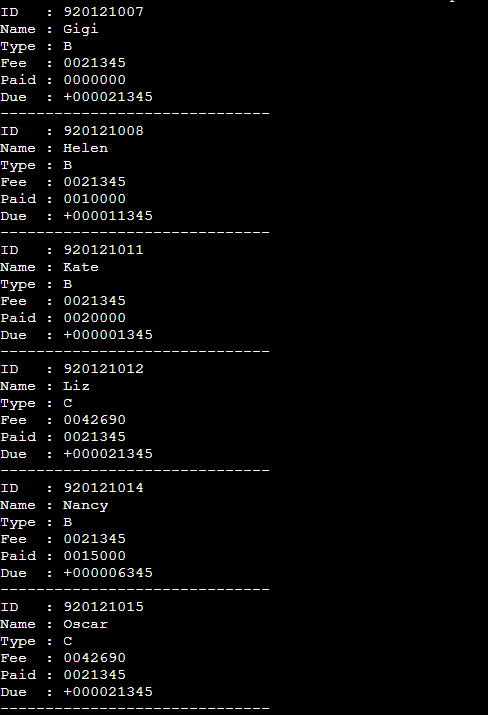 ID   : 920121007
Name : Gigi
Type : B
Fee  : 0021345
Paid : 0000000
Due  : +000021345
------------------------------
ID   : 920121008
Name : Helen
Type : B
Fee  : 0021345
Paid : 0010000
Due  : +000011345
------------------------------
ID   : 920121011
Name : Kate
Type : B
Fee  : 0021345
Paid : 0020000
Due  : +000001345
------------------------------
ID   : 920121012
Name : Liz
Type : C
Fee  : 0042690
Paid : 0021345
Due  : +000021345
------------------------------
ID   : 920121014
Name : Nancy
Type : B
Fee  : 0021345
Paid : 0015000
Due  : +000006345
------------------------------
ID   : 920121015
Name : Oscar
Type : C
Fee  : 0042690
Paid : 0021345
Due  : +000021345
------------------------------